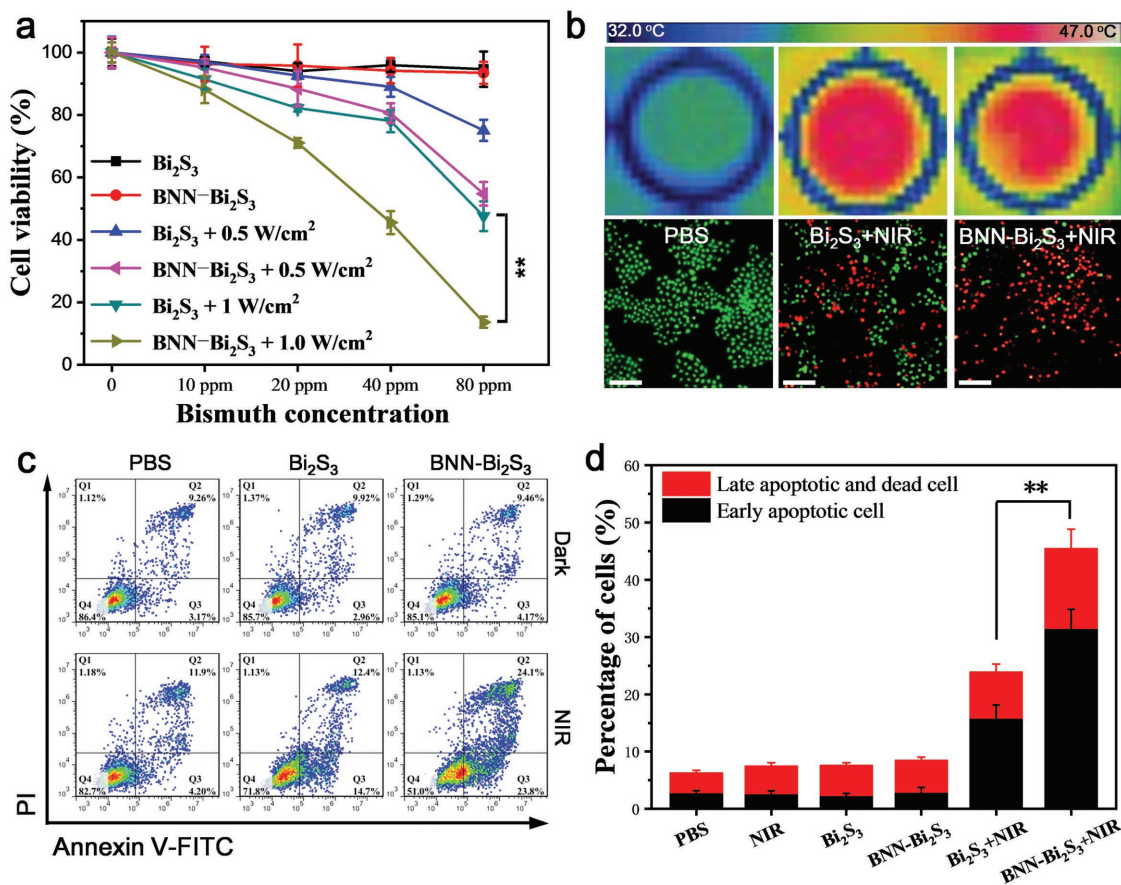 a
Cell viability (%)
100
80
60
40
20
0
Bi₂S₃
BNN−Bi₂S₃
Bi₂S₃ + 0.5 W/cm²
BNN−Bi₂S₃ + 0.5 W/cm²
Bi₂S₃ + 1 W/cm²
BNN−Bi₂S₃ + 1.0 W/cm²
**
0 10 ppm 20 ppm 40 ppm 80 ppm
Bismuth concentration
b
32.0 °C 47.0 °C
PBS Bi₂S₃+NIR BNN-Bi₂S₃+NIR
c
PBS Bi₂S₃ BNN-Bi₂S₃
Q1 1.12% Q2 9.26% Q4 86.4% Q3 3.17%
Q1 1.37% Q2 9.92% Q4 85.7% Q3 2.96%
Q1 1.29% Q2 9.46% Q4 85.1% Q3 4.17%
Dark
Q1 1.18% Q2 11.9% Q4 82.7% Q3 4.20%
Q1 1.13% Q2 12.4% Q4 71.8% Q3 14.7%
Q1 1.13% Q2 24.1% Q4 51.0% Q3 23.8%
NIR
PI
Annexin V-FITC
d
Percentage of cells (%)
60
50
40
30
20
10
0
Late apoptotic and dead cell
Early apoptotic cell
**
PBS NIR Bi₂S₃ BNN-Bi₂S₃ Bi₂S₃+NIR BNN-Bi₂S₃+NIR